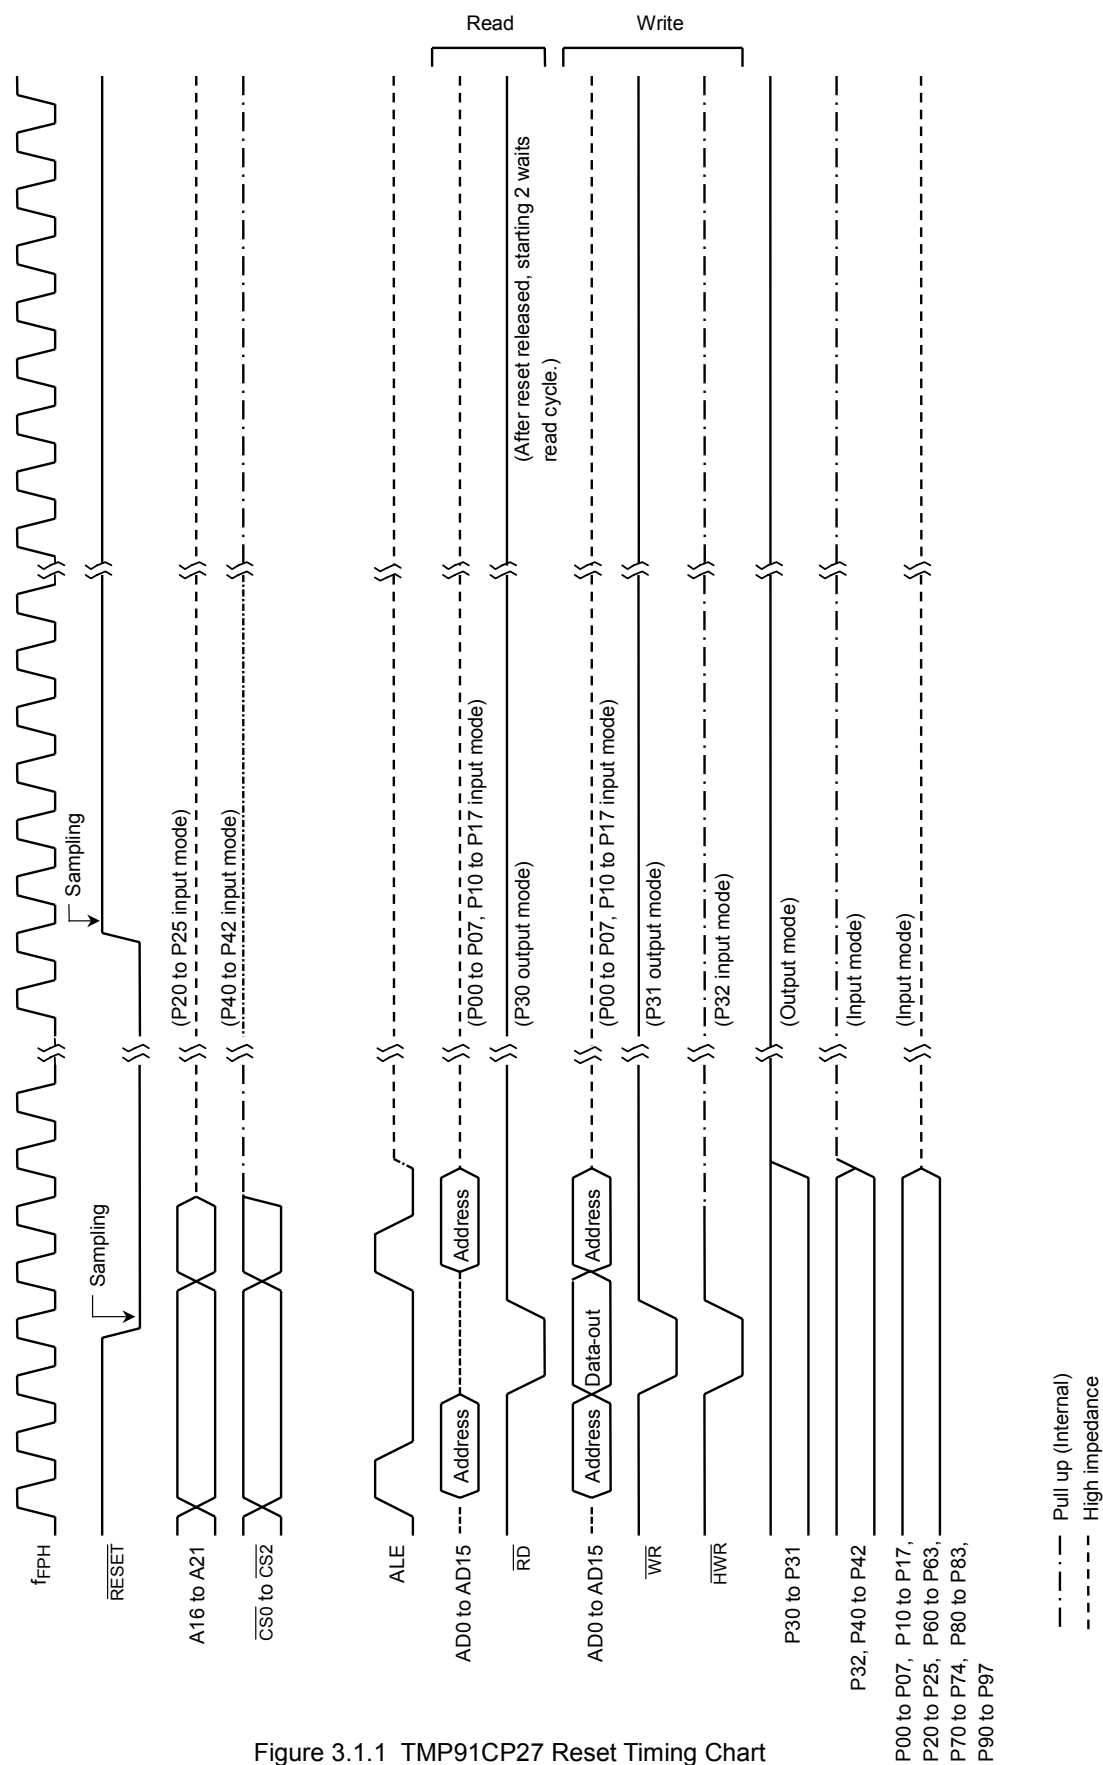 Read
Write
fFPH
RESET
Sampling
Sampling
A16 to A21
(P20 to P25 input mode)
CS0 to CS2
(P40 to P42 input mode)
ALE
AD0 to AD15
Address
Address
(P00 to P07, P10 to P17 input mode)
RD
(P30 output mode)
(After reset released, starting 2 waits
read cycle.)
AD0 to AD15
Address
Data-out
Address
(P00 to P07, P10 to P17 input mode)
WR
(P31 output mode)
HWR
(P32 input mode)
P30 to P31
(Output mode)
P32, P40 to P42
(Input mode)
P00 to P07, P10 to P17,
P20 to P25, P60 to P63,
P70 to P74, P80 to P83,
P90 to P97
(Input mode)
Pull up (Internal)
High impedance
Figure 3.1.1 TMP91CP27 Reset Timing Chart